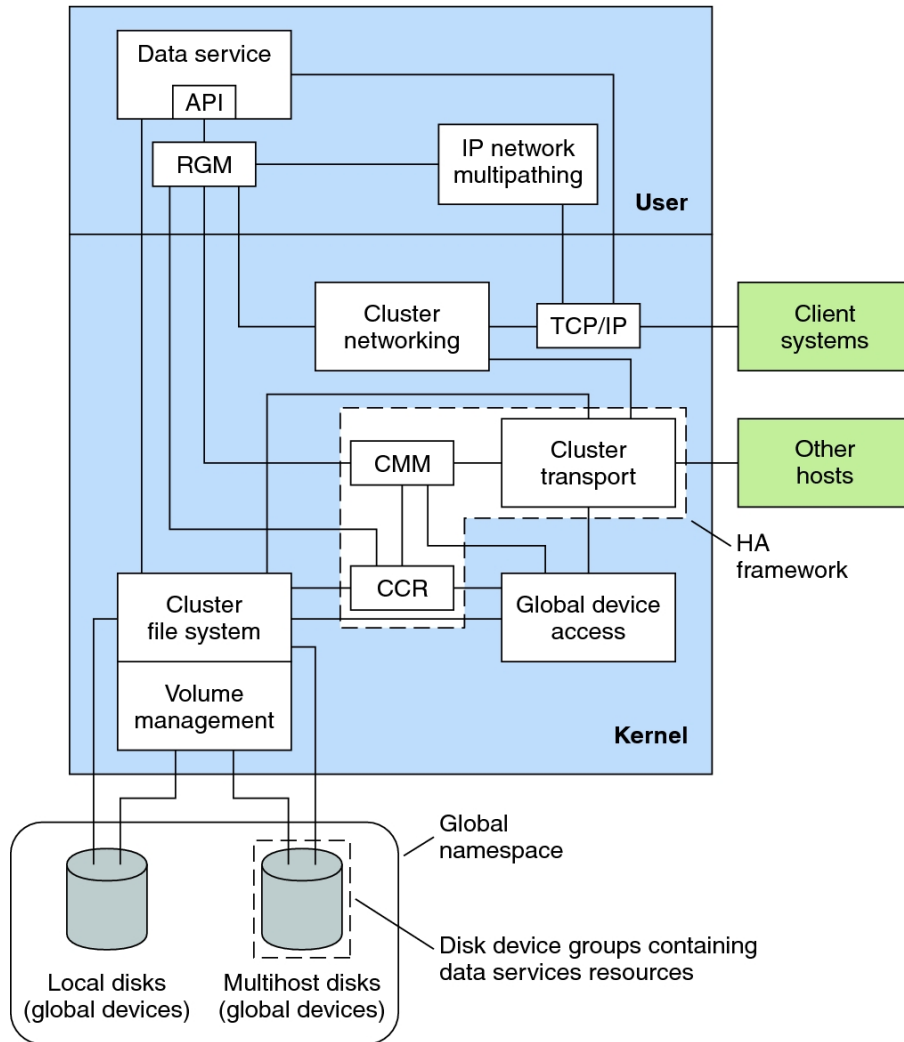 Data service
API
RGM
IP network
multipathing
User
Cluster
networking
TCP/IP
Client
systems
CMM
Cluster
transport
Other
hosts
HA
framework
CCR
Cluster
file system
Global device
access
Volume
management
Kernel
Global
namespace
Disk device groups containing
data services resources
Local disks
(global devices)
Multihost disks
(global devices)